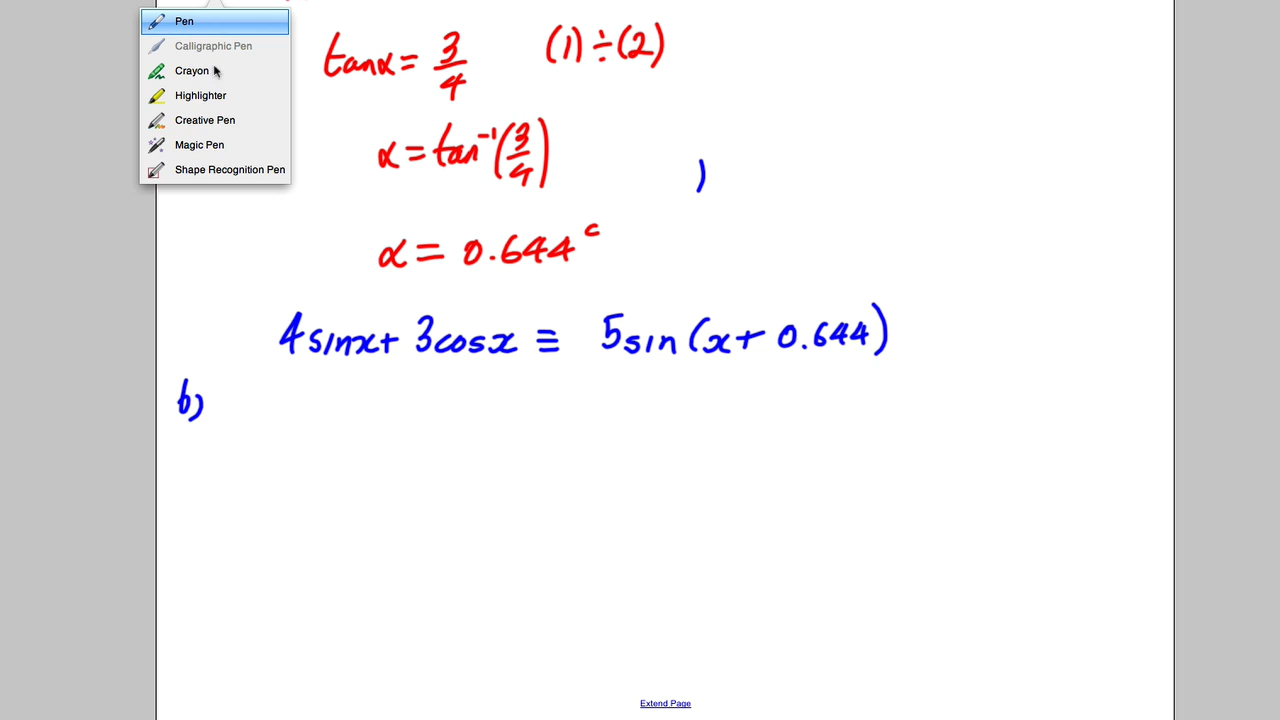 Pen
Calligraphic Pen
Crayon
Highlighter
Creative Pen
Magic Pen
Shape Recognition Pen
tanα = 3/4 (1) ÷ (2)
α = tan⁻¹(3/4)
)
α = 0.644ᶜ
4sinx + 3cosx ≡ 5sin(x + 0.644)
b)
Extend Page